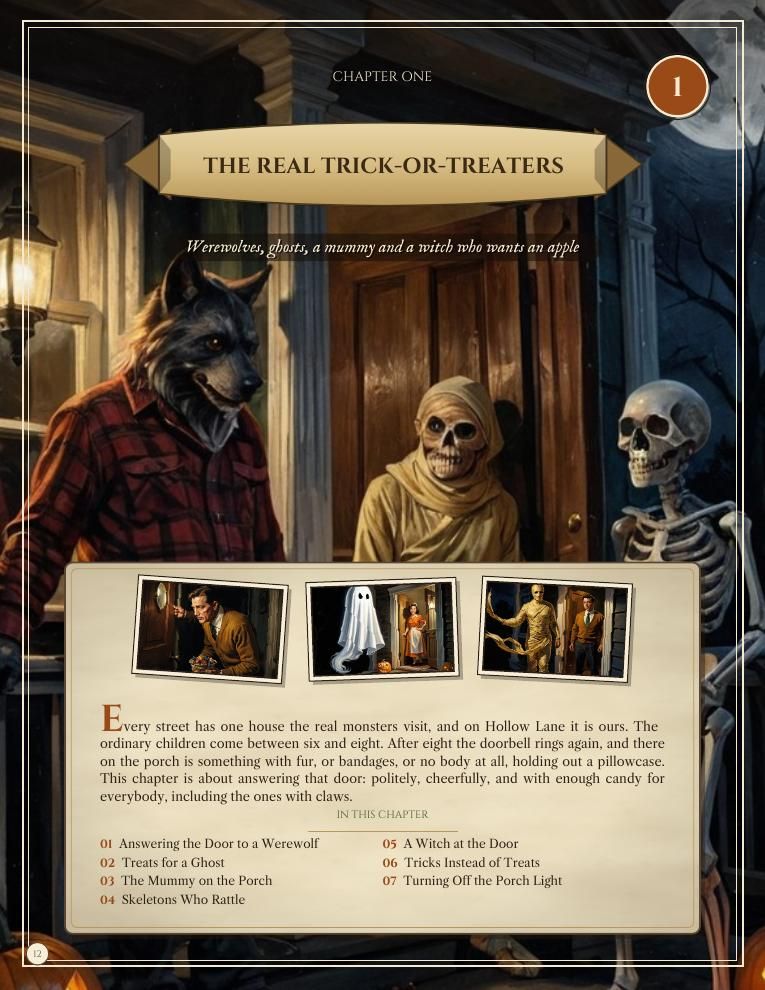 CHAPTER ONE
1
THE REAL TRICK-OR-TREATERS
Werewolves, ghosts, a mummy and a witch who wants an apple
Every street has one house the real monsters visit, and on Hollow Lane it is ours. The
ordinary children come between six and eight. After eight the doorbell rings again, and there
on the porch is something with fur, or bandages, or no body at all, holding out a pillowcase.
This chapter is about answering that door: politely, cheerfully, and with enough candy for
everybody, including the ones with claws.
IN THIS CHAPTER
01 Answering the Door to a Werewolf
02 Treats for a Ghost
03 The Mummy on the Porch
04 Skeletons Who Rattle
05 A Witch at the Door
06 Tricks Instead of Treats
07 Turning Off the Porch Light
12